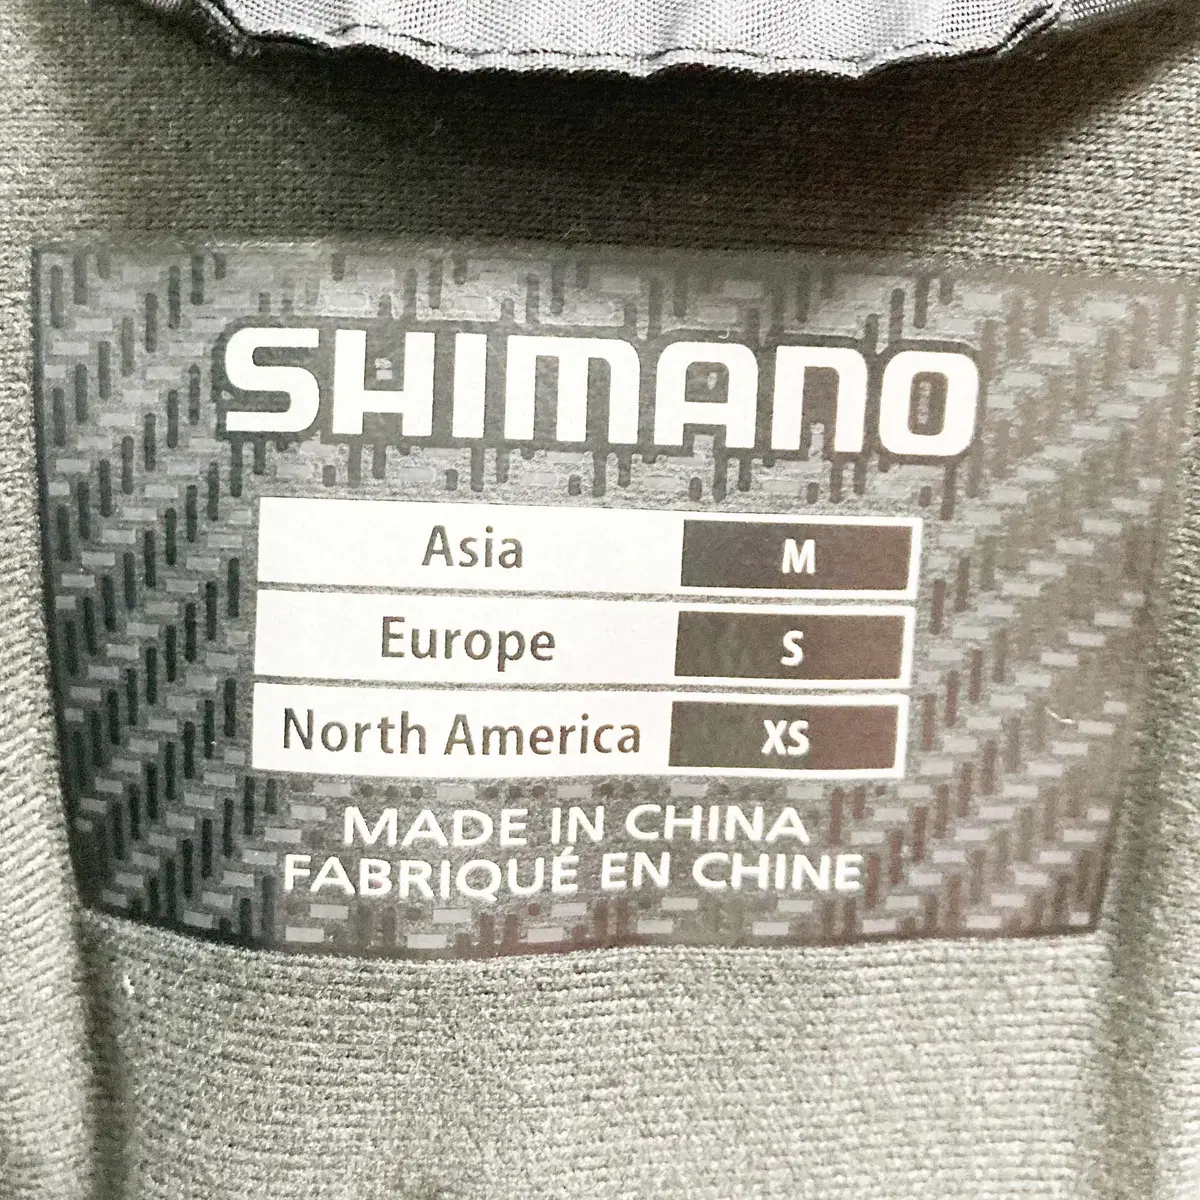 SHIMANO
Asia M
Europe S
North America XS
MADE IN CHINA
FABRIQUÉ EN CHINE